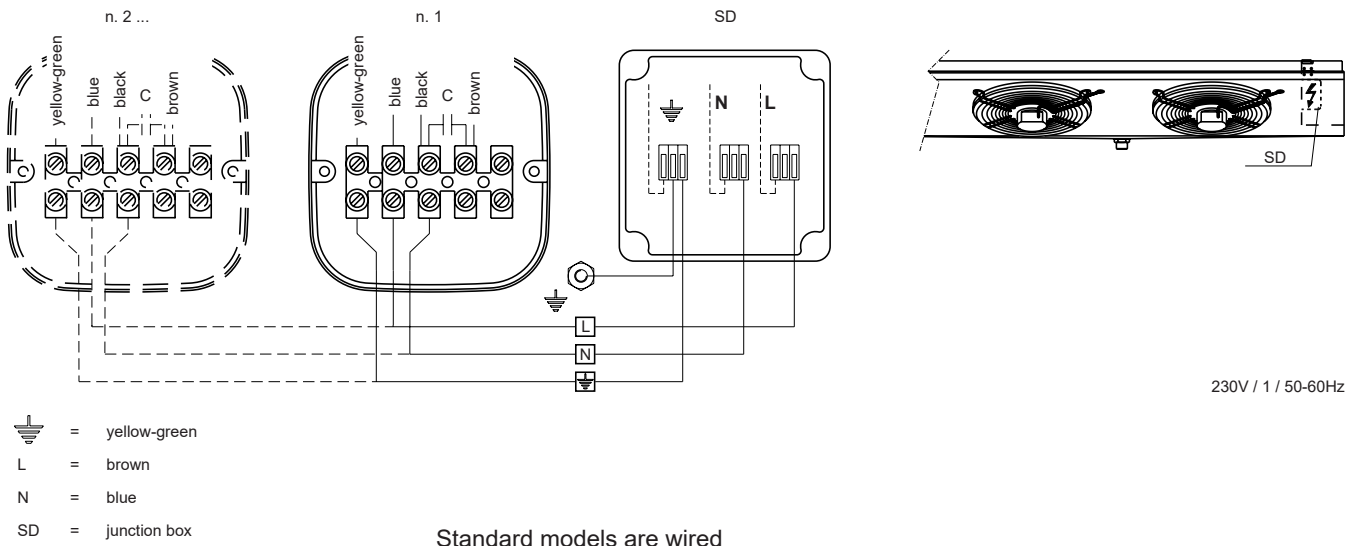 n. 2 ...
n. 1
SD
yellow-green
blue
black
C
brown
yellow-green
blue
black
C
brown
N
L
SD
L
N
230V / 1 / 50-60Hz
= yellow-green
L = brown
N = blue
SD = junction box
Standard models are wired